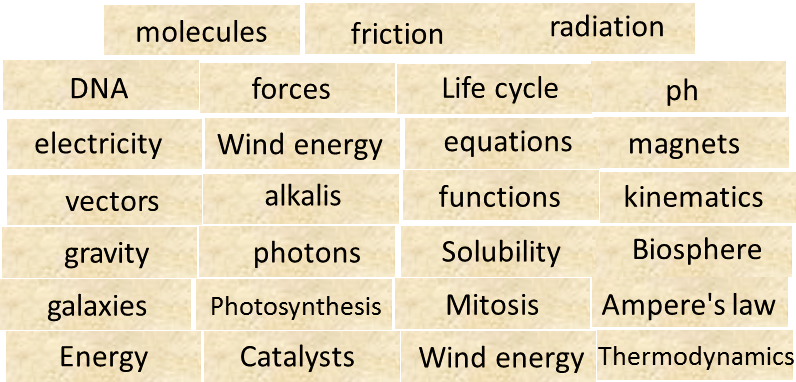 molecules friction radiation
DNA forces Life cycle ph
electricity Wind energy equations magnets
vectors alkalis functions kinematics
gravity photons Solubility Biosphere
galaxies Photosynthesis Mitosis Ampere's law
Energy Catalysts Wind energy Thermodynamics